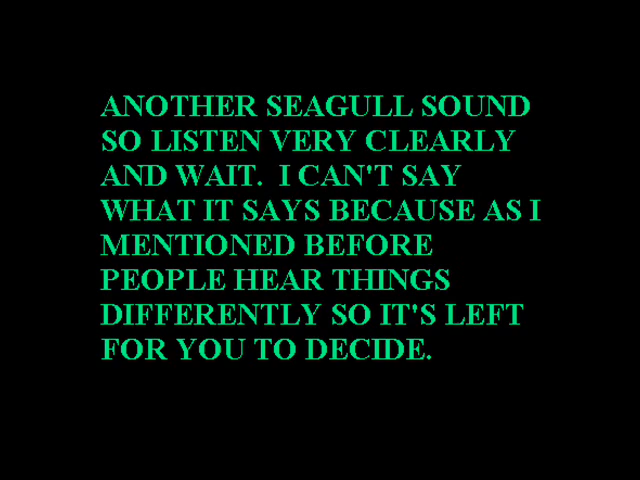 ANOTHER SEAGULL SOUND
SO LISTEN VERY CLEARLY
AND WAIT.  I CAN'T SAY
WHAT IT SAYS BECAUSE AS I
MENTIONED BEFORE
PEOPLE HEAR THINGS
DIFFERENTLY SO IT'S LEFT
FOR YOU TO DECIDE.